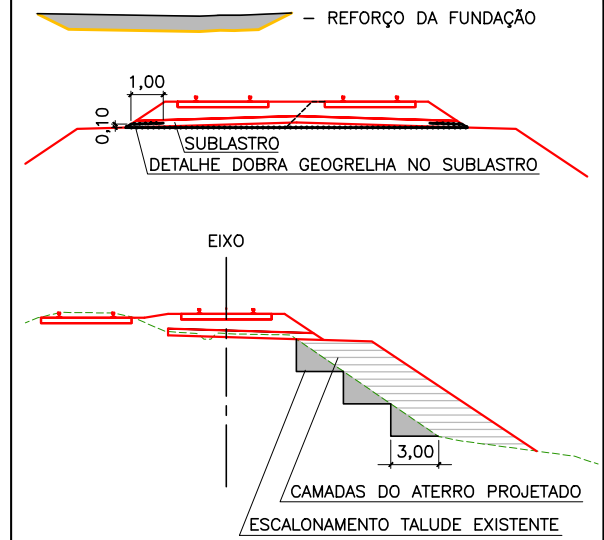 – REFORÇO DA FUNDAÇÃO
1,00
0,10
SUBLASTRO
DETALHE DOBRA GEOGRELHA NO SUBLASTRO
EIXO
3,00
CAMADAS DO ATERRO PROJETADO
ESCALONAMENTO TALUDE EXISTENTE